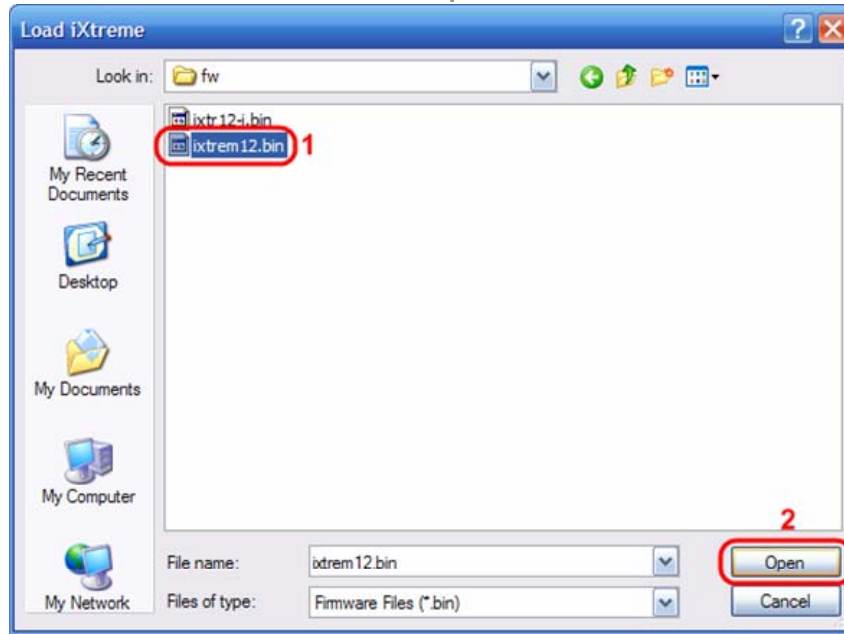 Load iXtreme
Look in: fw
ixtr12-i.bin
ixtrem12.bin 1
My Recent
Documents
Desktop
My Documents
My Computer
My Network
2
File name: ixtrem12.bin Open
Files of type: Firmware Files (*.bin) Cancel